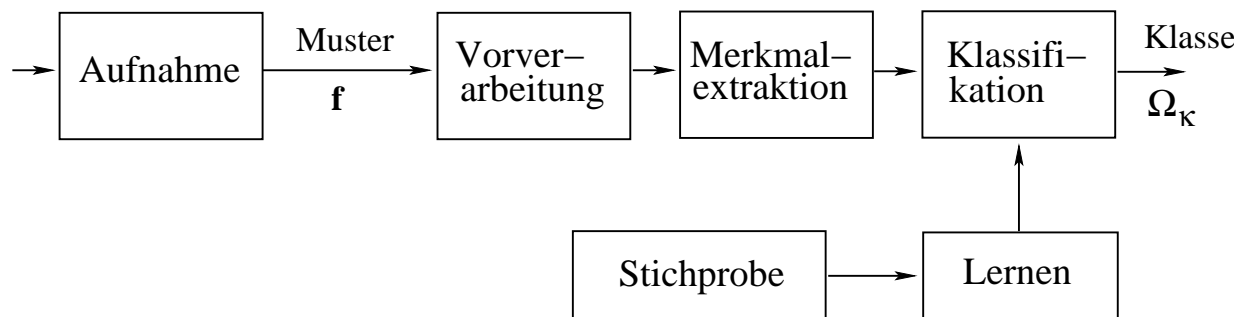 Aufnahme
Muster
f
Vorver–
arbeitung
Merkmal–
extraktion
Klassifi–
kation
Klasse
Ωκ
Stichprobe
Lernen